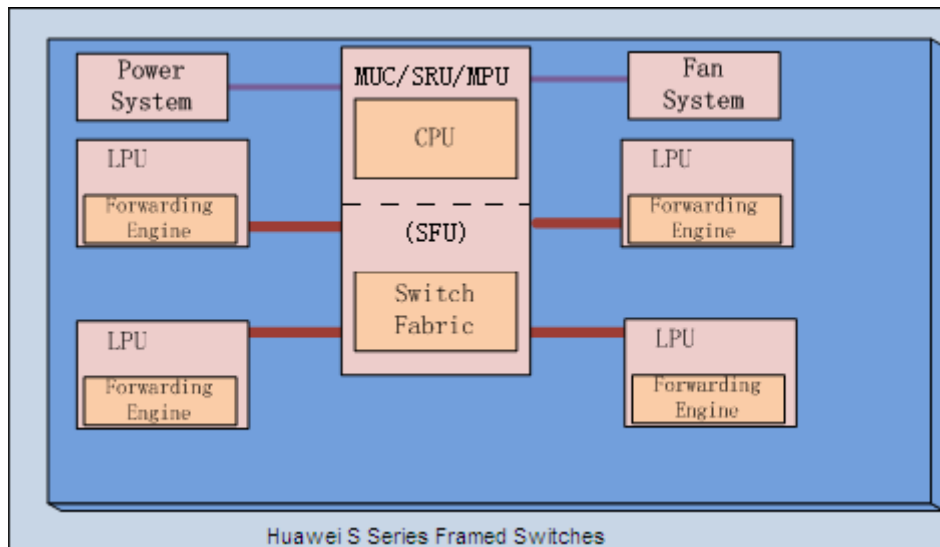 Power
System
MUC/SRU/MPU
Fan
System
CPU
LPU
Forwarding
Engine
LPU
Forwarding
Engine
(SFU)
Switch
Fabric
LPU
Forwarding
Engine
LPU
Forwarding
Engine
Huawei S Series Framed Switches